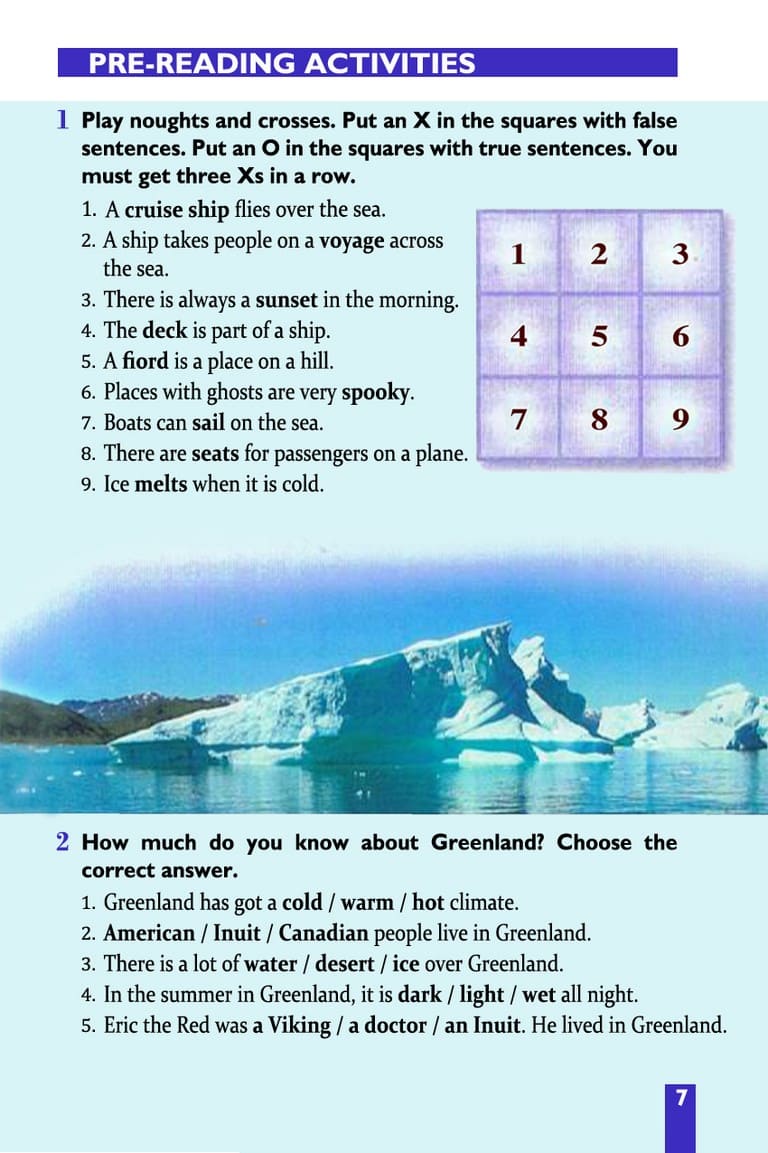 PRE-READING ACTIVITIES
1 Play noughts and crosses. Put an X in the squares with false
sentences. Put an O in the squares with true sentences. You
must get three Xs in a row.
1. A cruise ship flies over the sea.
2. A ship takes people on a voyage across
the sea.
3. There is always a sunset in the morning.
4. The deck is part of a ship.
5. A fiord is a place on a hill.
6. Places with ghosts are very spooky.
7. Boats can sail on the sea.
8. There are seats for passengers on a plane.
9. Ice melts when it is cold.
1 2 3
4 5 6
7 8 9
2 How much do you know about Greenland? Choose the
correct answer.
1. Greenland has got a cold / warm / hot climate.
2. American / Inuit / Canadian people live in Greenland.
3. There is a lot of water / desert / ice over Greenland.
4. In the summer in Greenland, it is dark / light / wet all night.
5. Eric the Red was a Viking / a doctor / an Inuit. He lived in Greenland.
7